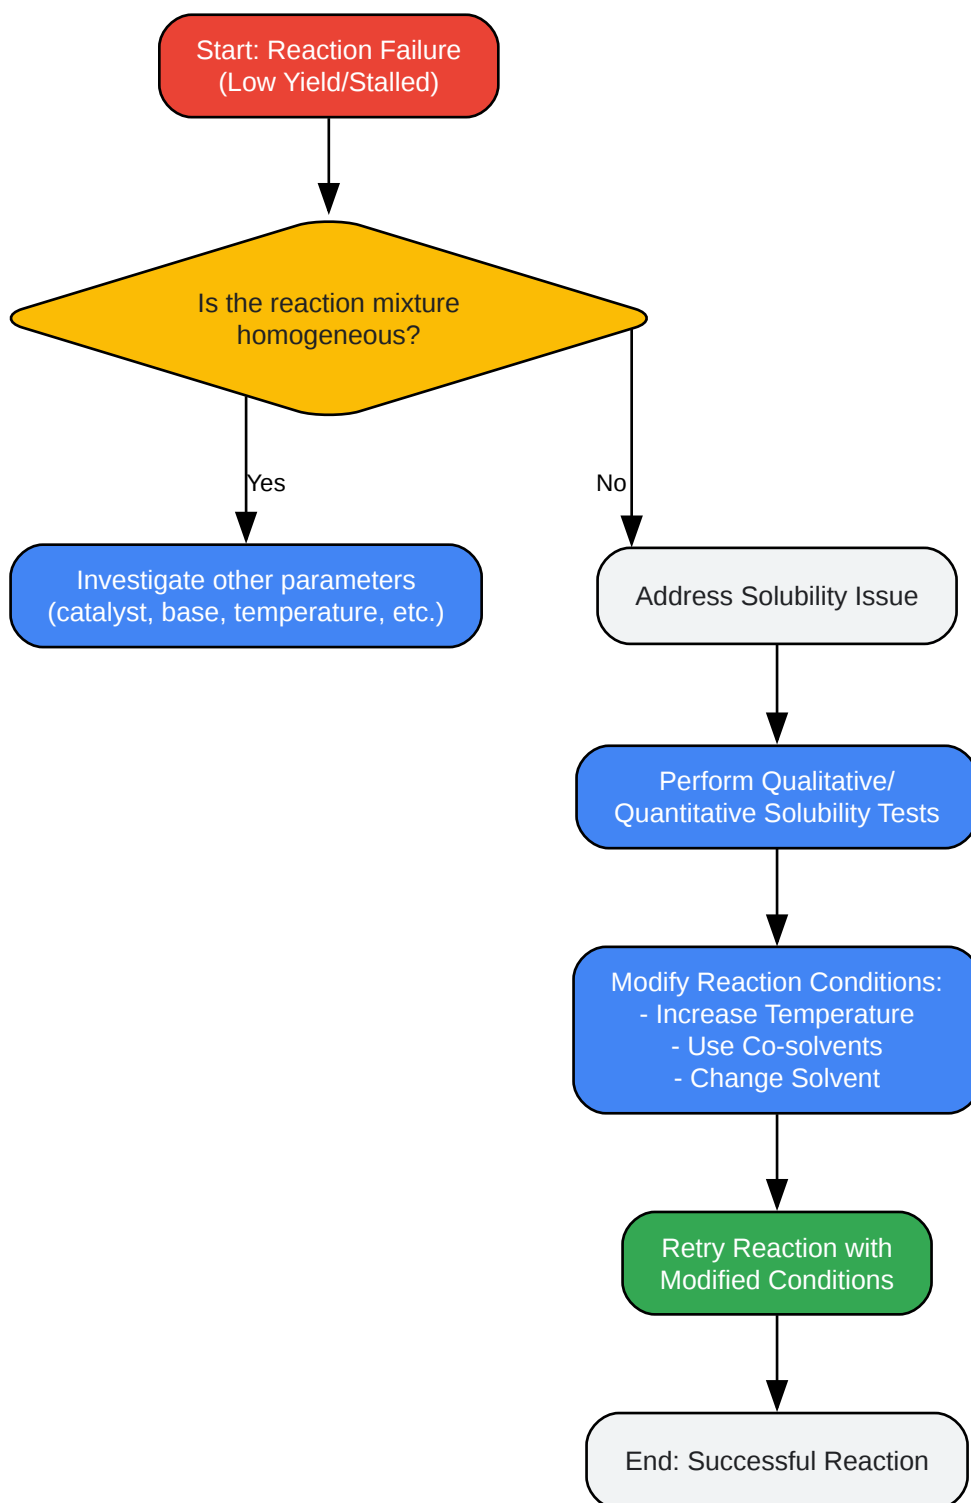 Start: Reaction Failure
(Low Yield/Stalled)
Is the reaction mixture
homogeneous?
Yes
No
Investigate other parameters
(catalyst, base, temperature, etc.)
Address Solubility Issue
Perform Qualitative/
Quantitative Solubility Tests
Modify Reaction Conditions:
- Increase Temperature
- Use Co-solvents
- Change Solvent
Retry Reaction with
Modified Conditions
End: Successful Reaction